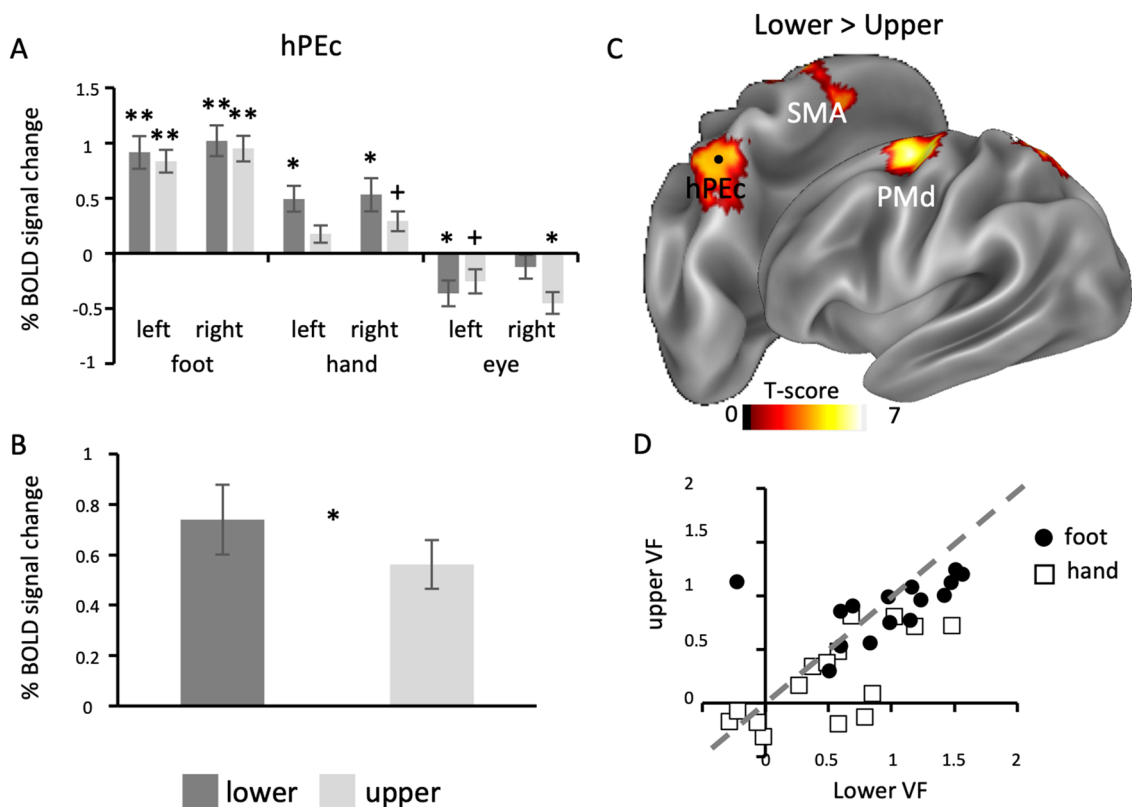 A
hPEc
% BOLD signal change
1.5
1
0.5
0
-0.5
-1
** ** ** ** * * + * + *
left right left right left right
foot hand eye
B
% BOLD signal change
1
0.8
0.6
0.4
0.2
0
*
lower upper
C
Lower > Upper
SMA
hPEc
PMd
T-score
0 7
D
upper VF
2
1.5
1
0.5
0
0 0.5 1 1.5 2
Lower VF
foot
hand